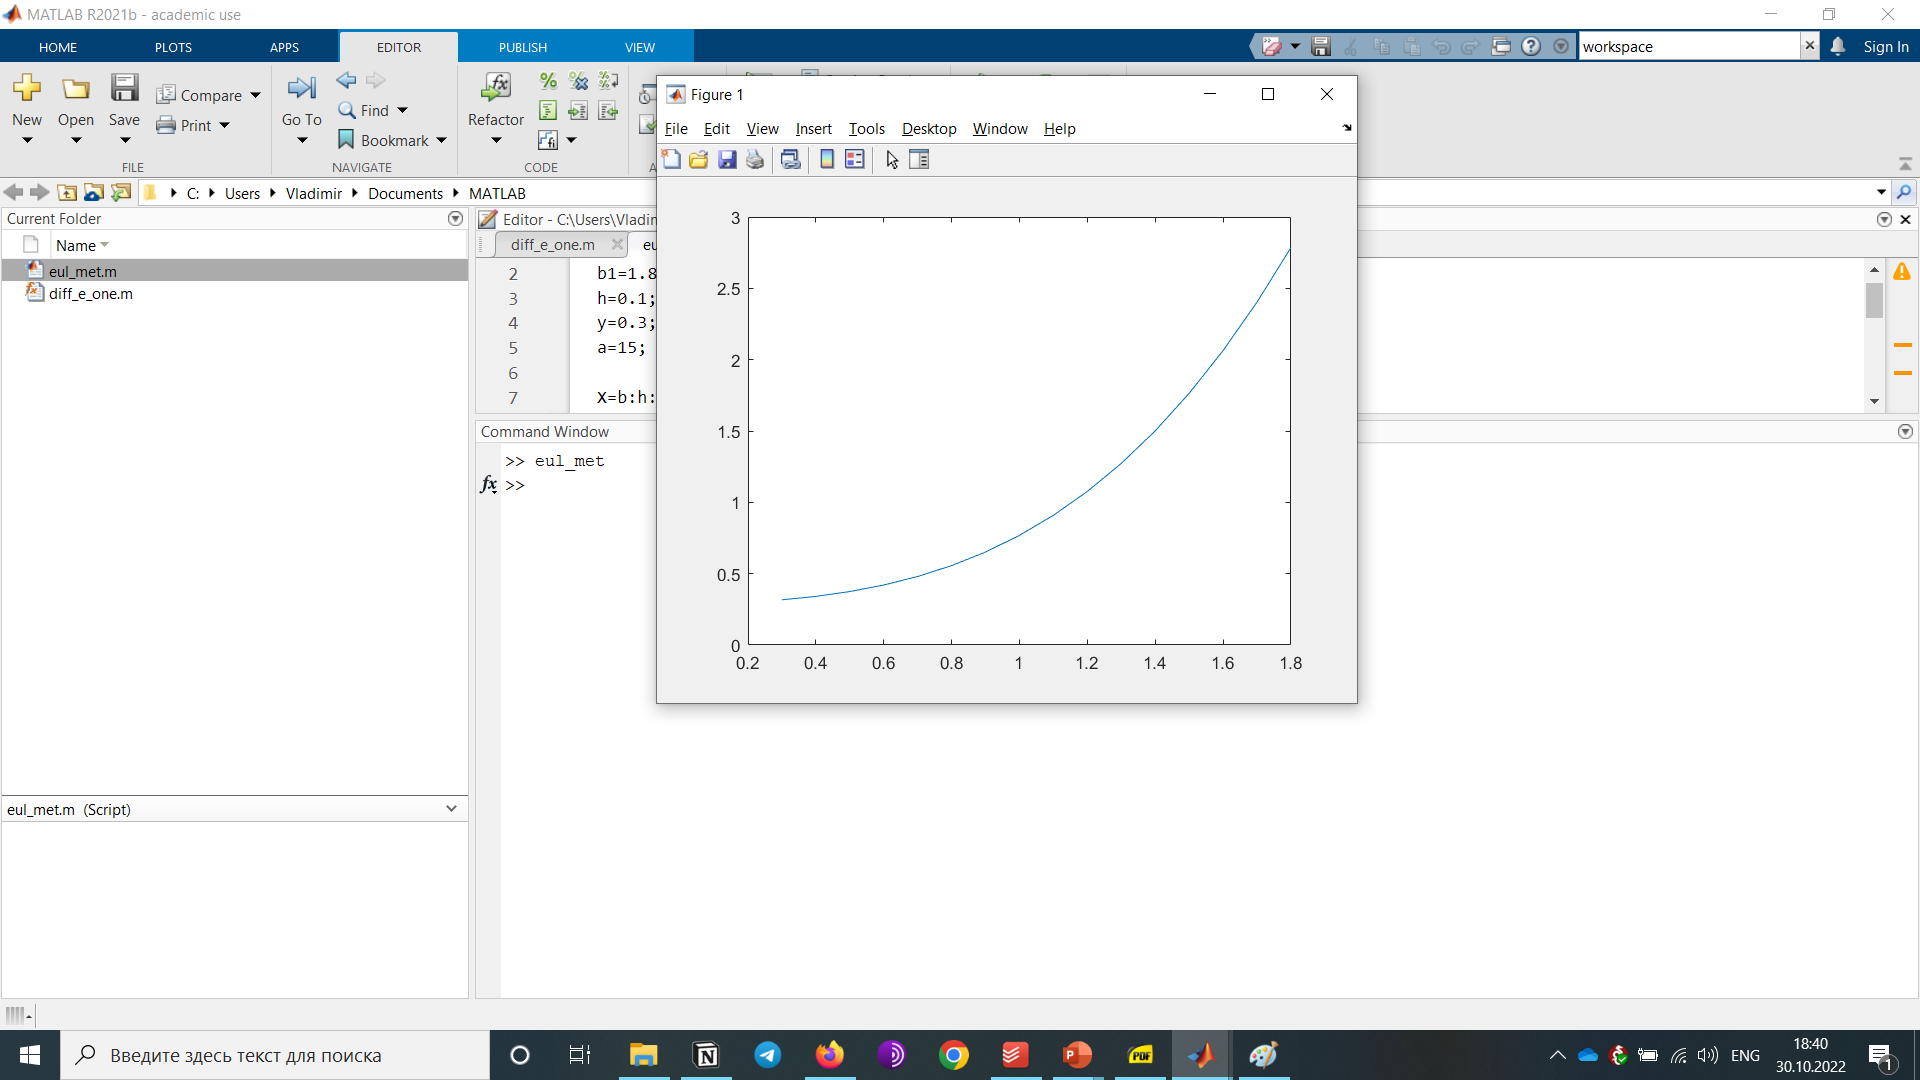 MATLAB R2021b - academic use
HOME PLOTS APPS EDITOR PUBLISH VIEW
workspace
Sign In
New Open Save
Compare
Print
FILE
Go To
Find
Bookmark
NAVIGATE
Refactor
CODE
C: Users Vladimir Documents MATLAB
Current Folder
Name
eul_met.m
diff_e_one.m
eul_met.m (Script)
Editor - C:\Users\Vladim
diff_e_one.m
eu
2 b1=1.8
3 h=0.1;
4 y=0.3;
5 a=15;
6
7 X=b:h:
Command Window
>> eul_met
fx >>
Figure 1
File Edit View Insert Tools Desktop Window Help
3
2.5
2
1.5
1
0.5
0
0.2 0.4 0.6 0.8 1 1.2 1.4 1.6 1.8
Введите здесь текст для поиска
PDF
ENG
18:40
30.10.2022
1